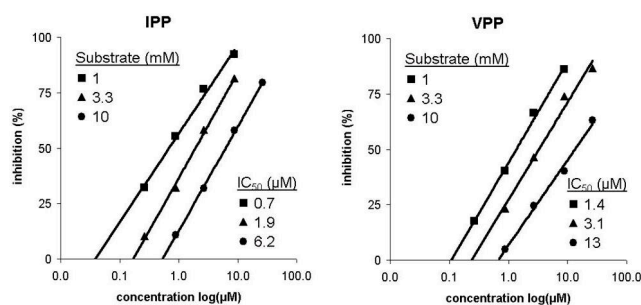 IPP
100
75
50
25
0
inhibition (%)
Substrate (mM)
1
3.3
10
IC50 (μM)
0.7
1.9
6.2
0.0 0.1 1.0 10.0 100.0
concentration log(μM)
VPP
100
75
50
25
0
inhibition (%)
Substrate (mM)
1
3.3
10
IC50 (μM)
1.4
3.1
13
0.0 0.1 1.0 10.0 100.0
concentration log(μM)